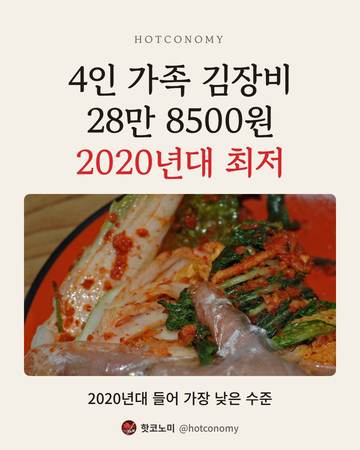 HOTCONOMY
4인 가족 김장비
28만 8500원
2020년대 최저
2020년대 들어 가장 낮은 수준
핫코노미 @hotconomy